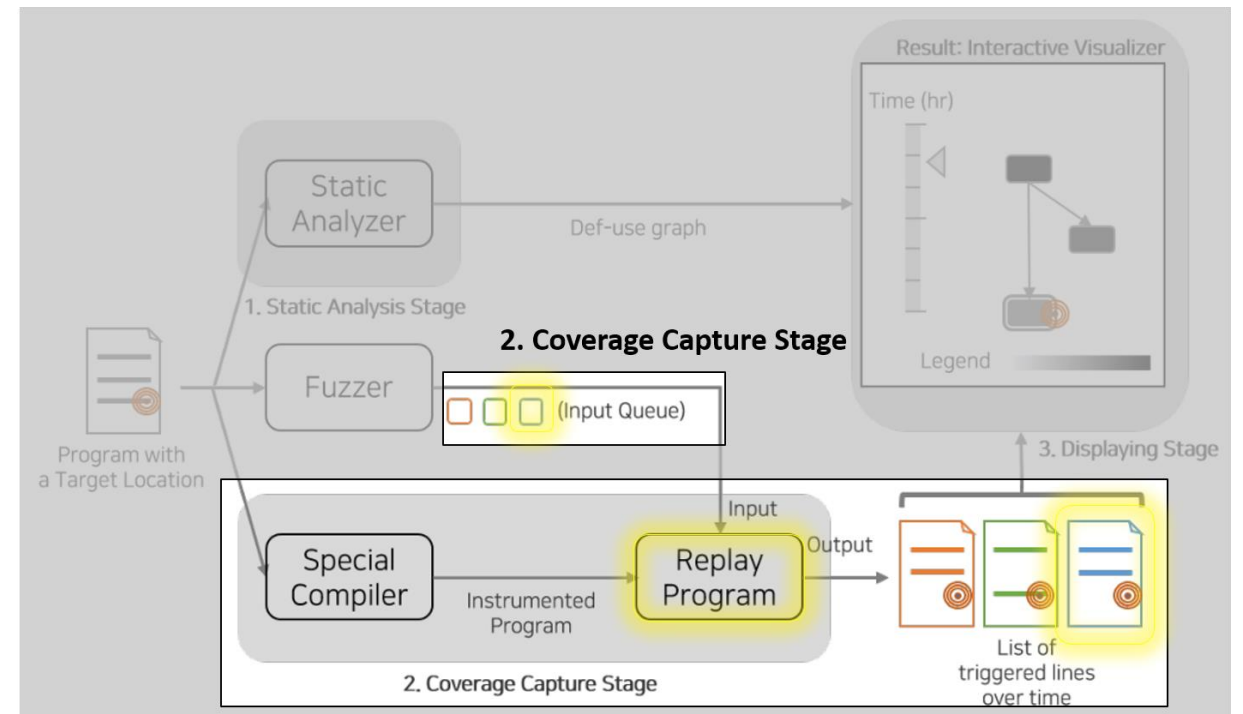 Result: Interactive Visualizer
Time (hr)
Static
Analyzer
Def-use graph
1. Static Analysis Stage
2. Coverage Capture Stage
Legend
Fuzzer
(Input Queue)
Program with
a Target Location
3. Displaying Stage
Input
Output
Special
Compiler
Instrumented
Program
Replay
Program
List of
triggered lines
over time
2. Coverage Capture Stage